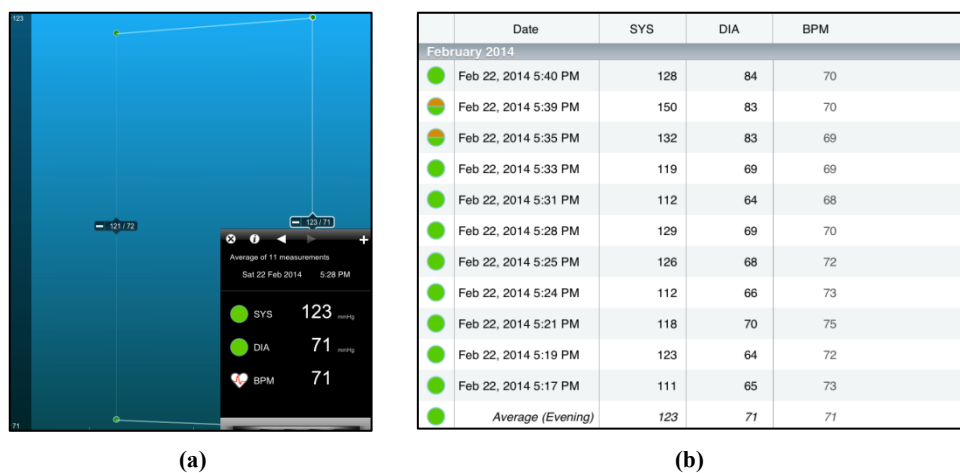 123
121 / 72
123 / 71
Average of 11 measurements
Sat 22 Feb 2014 5:28 PM
SYS 123 mmHg
DIA 71 mmHg
BPM 71
71
(a)
Date SYS DIA BPM
February 2014
Feb 22, 2014 5:40 PM 128 84 70
Feb 22, 2014 5:39 PM 150 83 70
Feb 22, 2014 5:35 PM 132 83 69
Feb 22, 2014 5:33 PM 119 69 69
Feb 22, 2014 5:31 PM 112 64 68
Feb 22, 2014 5:28 PM 129 69 70
Feb 22, 2014 5:25 PM 126 68 72
Feb 22, 2014 5:24 PM 112 66 73
Feb 22, 2014 5:21 PM 118 70 75
Feb 22, 2014 5:19 PM 123 64 72
Feb 22, 2014 5:17 PM 111 65 73
Average (Evening) 123 71 71
(b)